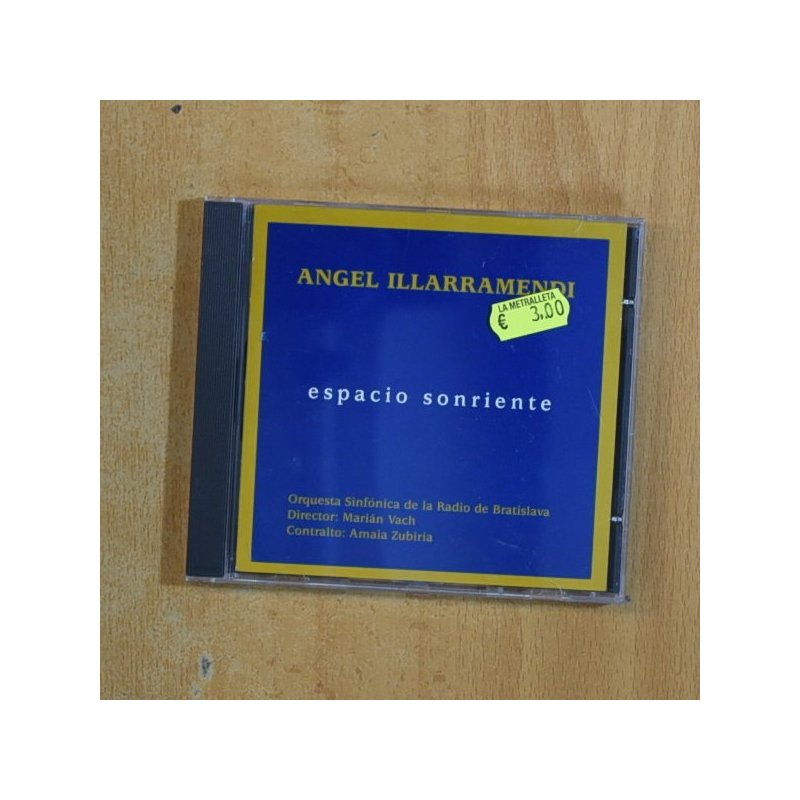 ANGEL ILLARRAMENDI
LA METRALLETA
€ 3,00
espacio sonriente
Orquesta Sinfónica de la Radio de Bratislava
Director: Marián Vach
Contralto: Amaia Zubiría